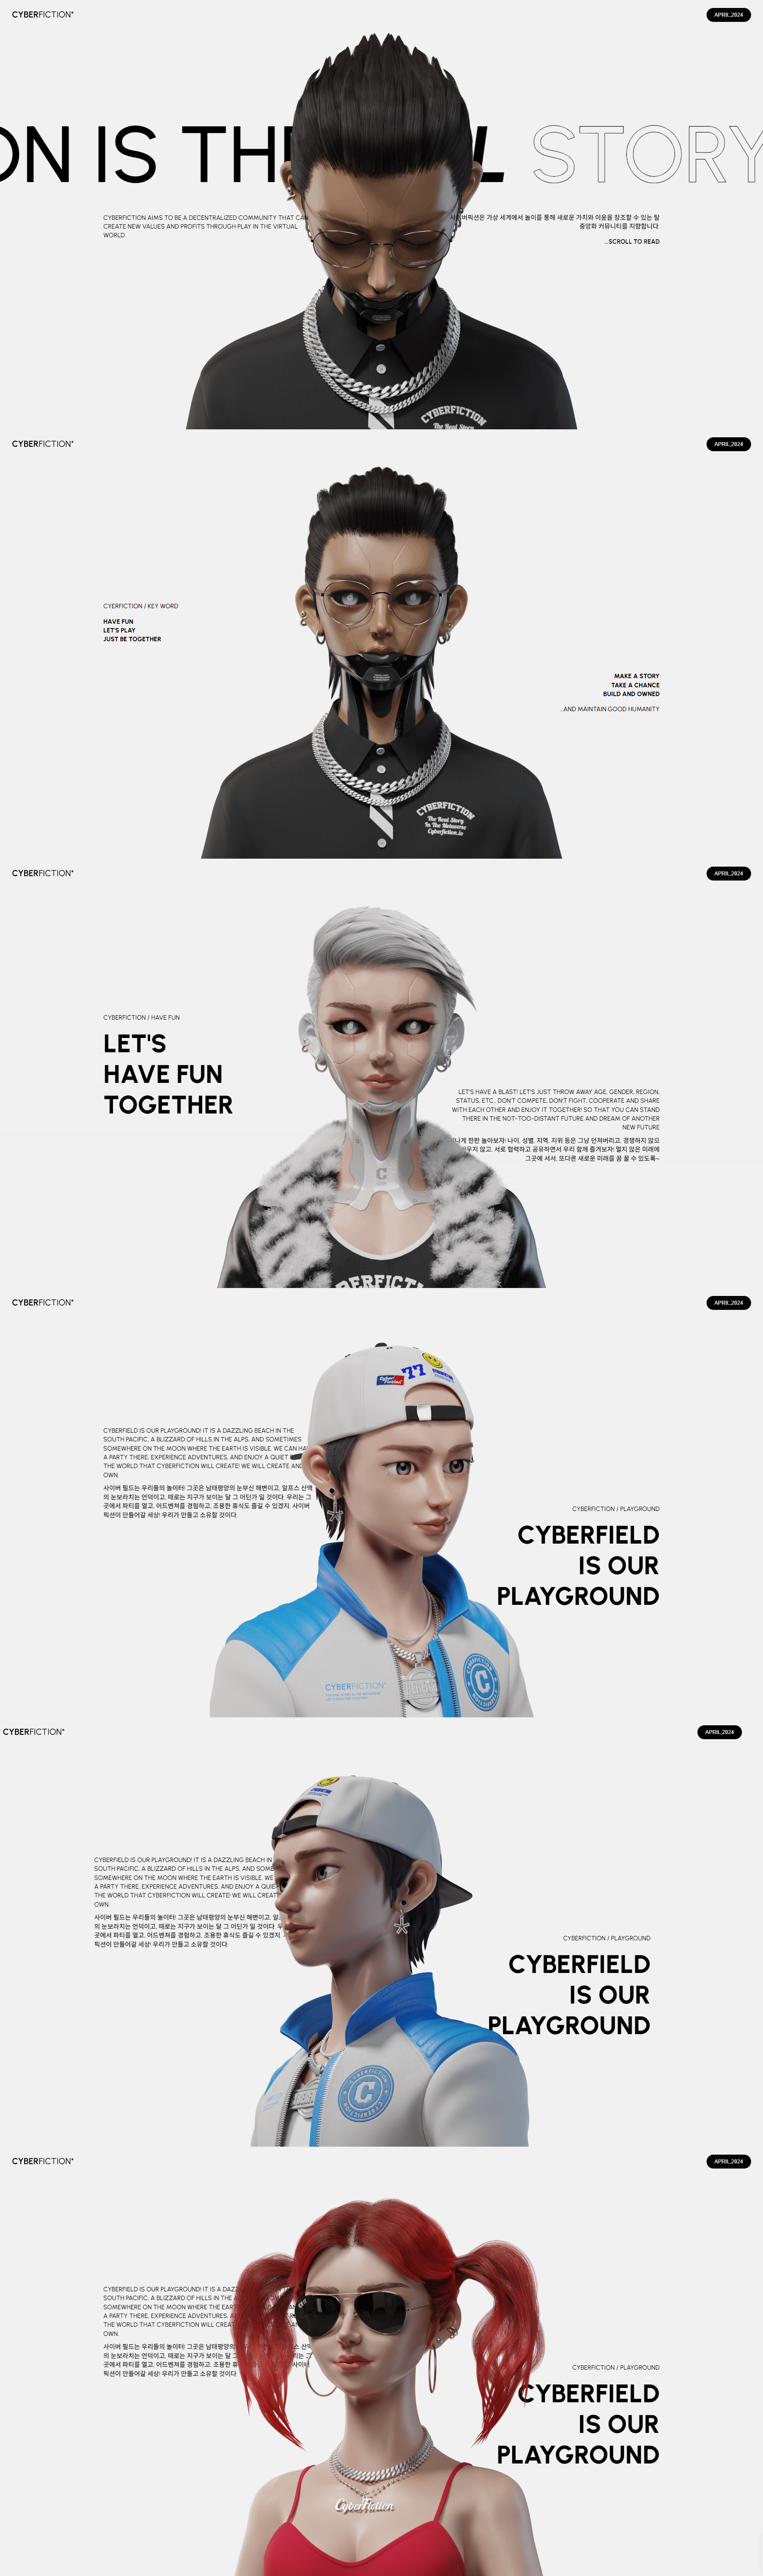 CYBERFICTION*
APRIL,2024
ON IS THE
L STORY
CYBERFICTION AIMS TO BE A DECENTRALIZED COMMUNITY THAT CAN
CREATE NEW VALUES AND PROFITS THROUGH PLAY IN THE VIRTUAL
WORLD.
사이버픽션은 가상 세계에서 놀이를 통해 새로운 가치와 이윤을 창조할 수 있는 탈
중앙화 커뮤니티를 지향합니다.
...SCROLL TO READ
CYBERFICTION
The Real Story
CYBERFICTION*
APRIL,2024
CYERFICTION / KEY WORD
HAVE FUN
LET'S PLAY
JUST BE TOGETHER
MAKE A STORY
TAKE A CHANCE
BUILD AND OWNED
...AND MAINTAIN GOOD HUMANITY
CYBERFICTION
The Real Story
In The Metaverse
Cyberfiction.io
CYBERFICTION*
APRIL,2024
CYBERFICTION / HAVE FUN
LET'S
HAVE FUN
TOGETHER
LET'S HAVE A BLAST! LET'S JUST THROW AWAY AGE, GENDER, REGION,
STATUS, ETC., DON'T COMPETE, DON'T FIGHT, COOPERATE AND SHARE
WITH EACH OTHER AND ENJOY IT TOGETHER! SO THAT YOU CAN STAND
THERE IN THE NOT-TOO-DISTANT FUTURE AND DREAM OF ANOTHER
NEW FUTURE
나게 한판 놀아보자! 나이, 성별, 지역, 지위 등은 그냥 던져버리고, 경쟁하지 않으
우지 않고, 서로 협력하고 공유하면서 우리 함께 즐겨보자! 멀지 않은 미래에
그곳에 서서, 또다른 새로운 미래를 꿈 꿀 수 있도록~
C
BERFICT
CYBERFICTION*
APRIL,2024
77
CYBERFIELD IS OUR PLAYGROUND! IT IS A DAZZLING BEACH IN THE
SOUTH PACIFIC, A BLIZZARD OF HILLS IN THE ALPS, AND SOMETIMES
SOMEWHERE ON THE MOON WHERE THE EARTH IS VISIBLE. WE CAN HA
A PARTY THERE, EXPERIENCE ADVENTURES, AND ENJOY A QUIET
THE WORLD THAT CYBERFICTION WILL CREATE! WE WILL CREATE AND
OWN.
사이버 필드는 우리들의 놀이터! 그곳은 남태평양의 눈부신 해변이고, 알프스 산맥
의 눈보라치는 언덕이고, 때로는 지구가 보이는 달 그 어딘가 일 것이다. 우리는 그
곳에서 파티를 열고, 어드벤쳐를 경험하고, 조용한 휴식도 즐길 수 있겠지. 사이버
픽션이 만들어갈 세상! 우리가 만들고 소유할 것이다.
CYBERFICTION / PLAYGROUND
CYBERFIELD
IS OUR
PLAYGROUND
CYBERFICTION*
C
CYBERFICTION*
APRIL,2024
CYBERFIELD IS OUR PLAYGROUND! IT IS A DAZZLING BEACH IN
SOUTH PACIFIC, A BLIZZARD OF HILLS IN THE ALPS, AND SOME
SOMEWHERE ON THE MOON WHERE THE EARTH IS VISIBLE. WE
A PARTY THERE, EXPERIENCE ADVENTURES, AND ENJOY A QUIE
THE WORLD THAT CYBERFICTION WILL CREATE! WE WILL CREAT
OWN.
사이버 필드는 우리들의 놀이터! 그곳은 남태평양의 눈부신 해변이고, 알
의 눈보라치는 언덕이고, 때로는 지구가 보이는 달 그 어딘가 일 것이다. 우
곳에서 파티를 열고, 어드벤쳐를 경험하고, 조용한 휴식도 즐길 수 있겠지.
픽션이 만들어갈 세상! 우리가 만들고 소유할 것이다.
CYBERFICTION / PLAYGROUND
CYBERFIELD
IS OUR
PLAYGROUND
C
CYBERFICTION
CYBERFICTION*
APRIL,2024
CYBERFIELD IS OUR PLAYGROUND! IT IS A DAZZ
SOUTH PACIFIC, A BLIZZARD OF HILLS IN THE
SOMEWHERE ON THE MOON WHERE THE EART
A PARTY THERE, EXPERIENCE ADVENTURES,
THE WORLD THAT CYBERFICTION WILL CREAT
OWN.
사이버 필드는 우리들의 놀이터! 그곳은 남태평양의
의 눈보라치는 언덕이고, 때로는 지구가 보이는 달 그
곳에서 파티를 열고, 어드벤쳐를 경험하고, 조용한 휴
픽션이 만들어갈 세상! 우리가 만들고 소유할 것이다.
CYBERFICTION / PLAYGROUND
CYBERFIELD
IS OUR
PLAYGROUND
CyberFiction